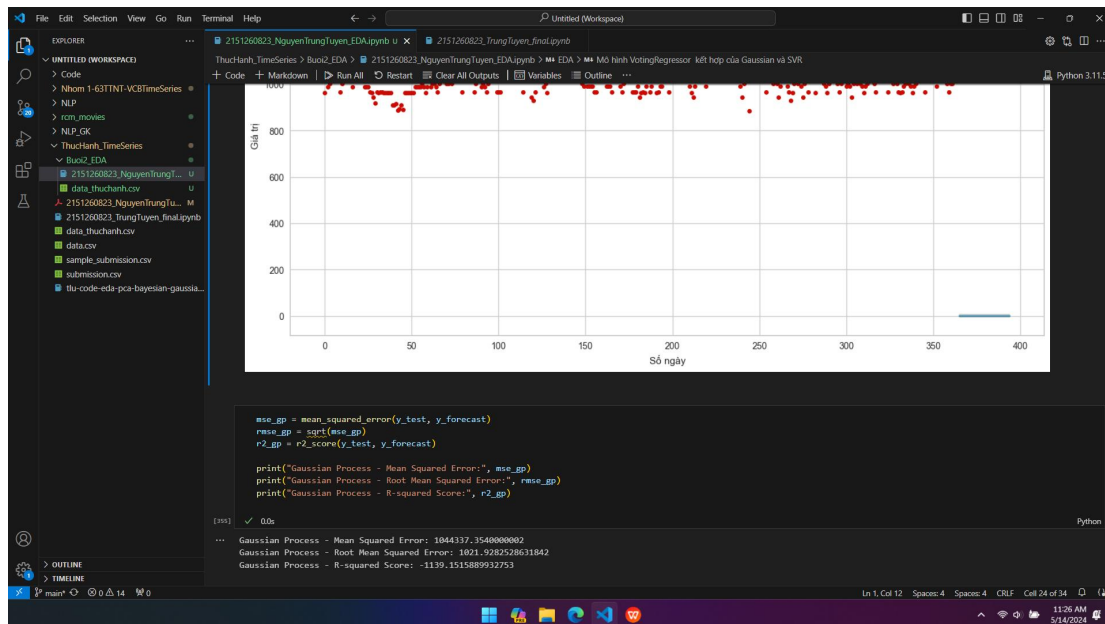 File Edit Selection View Go Run Terminal Help
Untitled (Workspace)
EXPLORER
UNTITLED (WORKSPACE)
Code
Nhom 1-63TTNT-VCBTimeSeries
NLP
rcm_movies
NLP_GK
ThucHanh_TimeSeries
Buoi2_EDA
2151260823_NguyenTrungT... U
data_thuchanh.csv U
2151260823_NguyenTrungTu... M
2151260823_TrungTuyen_final.ipynb
data_thuchanh.csv
data.csv
sample_submission.csv
submission.csv
tlu-code-eda-pca-bayesian-gaussia...
OUTLINE
TIMELINE
20
1
2151260823_NguyenTrungTuyen_EDA.ipynb U
2151260823_TrungTuyen_final.ipynb
ThucHanh_TimeSeries > Buoi2_EDA > 2151260823_NguyenTrungTuyen_EDA.ipynb > M↓ EDA > M↓ Mô hình VotingRegressor kết hợp của Gaussian và SVR
+ Code + Markdown | Run All Restart Clear All Outputs | Variables Outline ...
Python 3.11.5
1000
800
600
400
200
0
Giá trị
0 50 100 150 200 250 300 350 400
Số ngày
mse_gp = mean_squared_error(y_test, y_forecast)
rmse_gp = sqrt(mse_gp)
r2_gp = r2_score(y_test, y_forecast)
print("Gaussian Process - Mean Squared Error:", mse_gp)
print("Gaussian Process - Root Mean Squared Error:", rmse_gp)
print("Gaussian Process - R-squared Score:", r2_gp)
[355] 0.0s
Python
... Gaussian Process - Mean Squared Error: 1044337.3540000002
Gaussian Process - Root Mean Squared Error: 1021.9282528631842
Gaussian Process - R-squared Score: -1139.1515889932753
main* 0 14 0
Ln 1, Col 12 Spaces: 4 Spaces: 4 CRLF Cell 24 of 34
11:26 AM
5/14/2024